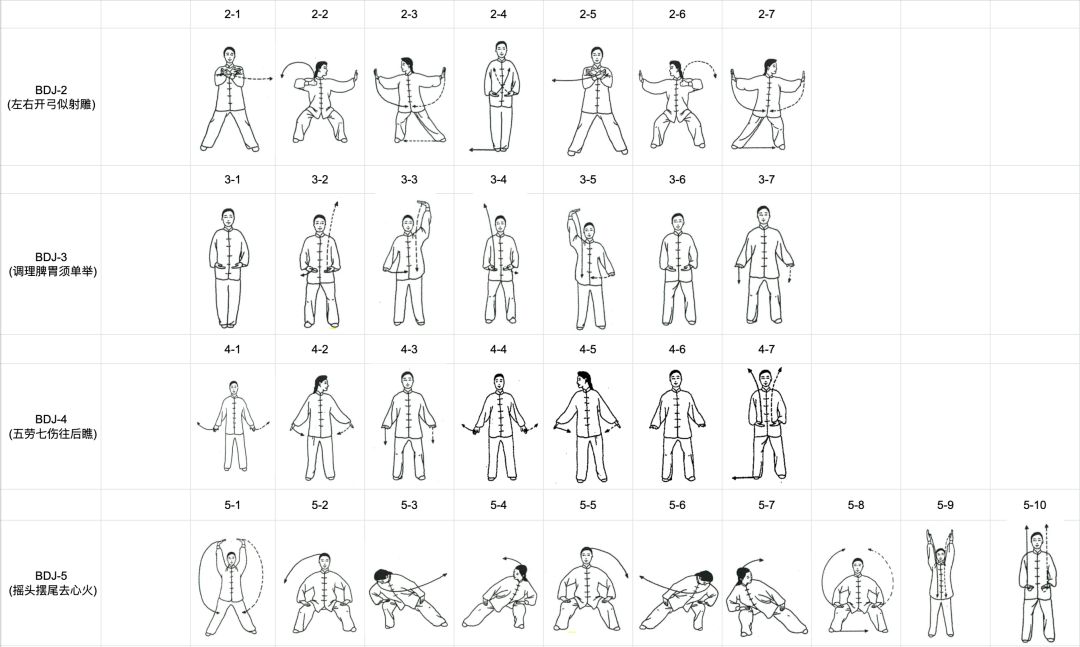 2-1 2-2 2-3 2-4 2-5 2-6 2-7
BDJ-2
(左右开弓似射雕)
3-1 3-2 3-3 3-4 3-5 3-6 3-7
BDJ-3
(调理脾胃须单举)
4-1 4-2 4-3 4-4 4-5 4-6 4-7
BDJ-4
(五劳七伤往后瞧)
5-1 5-2 5-3 5-4 5-5 5-6 5-7 5-8 5-9 5-10
BDJ-5
(摇头摆尾去心火)